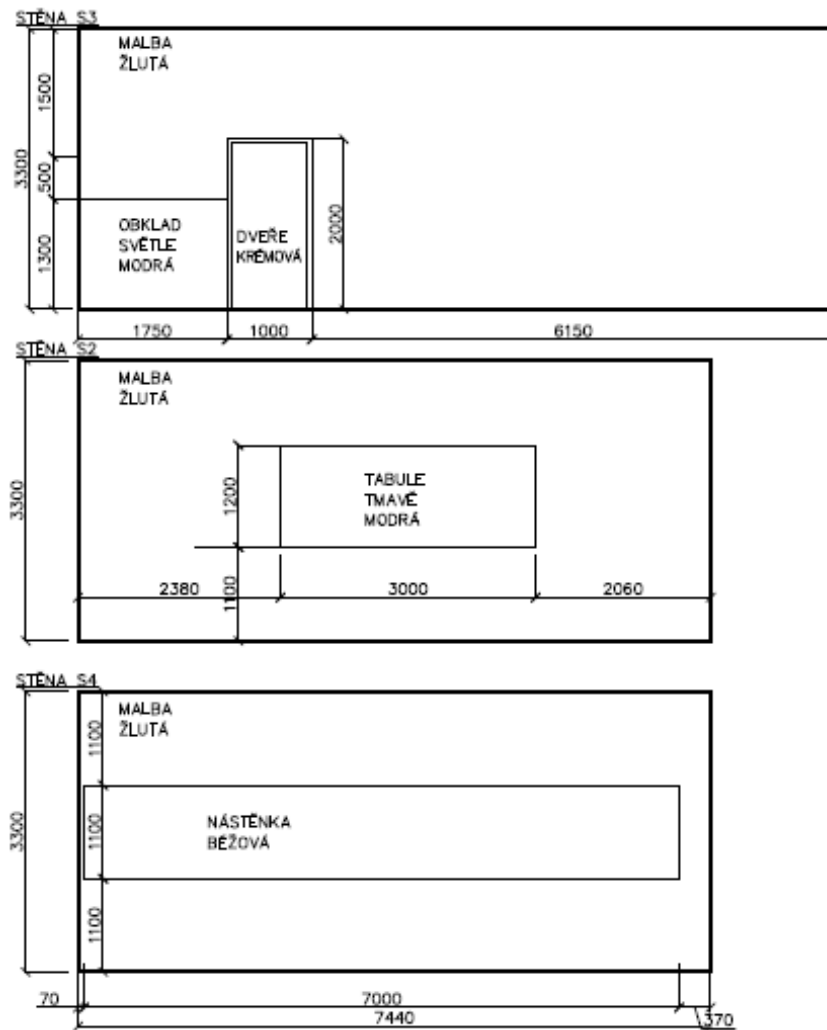 STĚNA S3
MALBA
ŽLUTÁ
3300
1500
500
1300
OBKLAD
SVĚTLE
MODRÁ
DVEŘE
KRÉMOVÁ
2000
1750
1000
6150
STĚNA S2
MALBA
ŽLUTÁ
3300
1200
1100
TABULE
TMAVĚ
MODRÁ
2380
3000
2060
STĚNA S4
MALBA
ŽLUTÁ
3300
1100
1100
1100
NÁSTĚNKA
BÉŽOVÁ
70
7000
370
7440